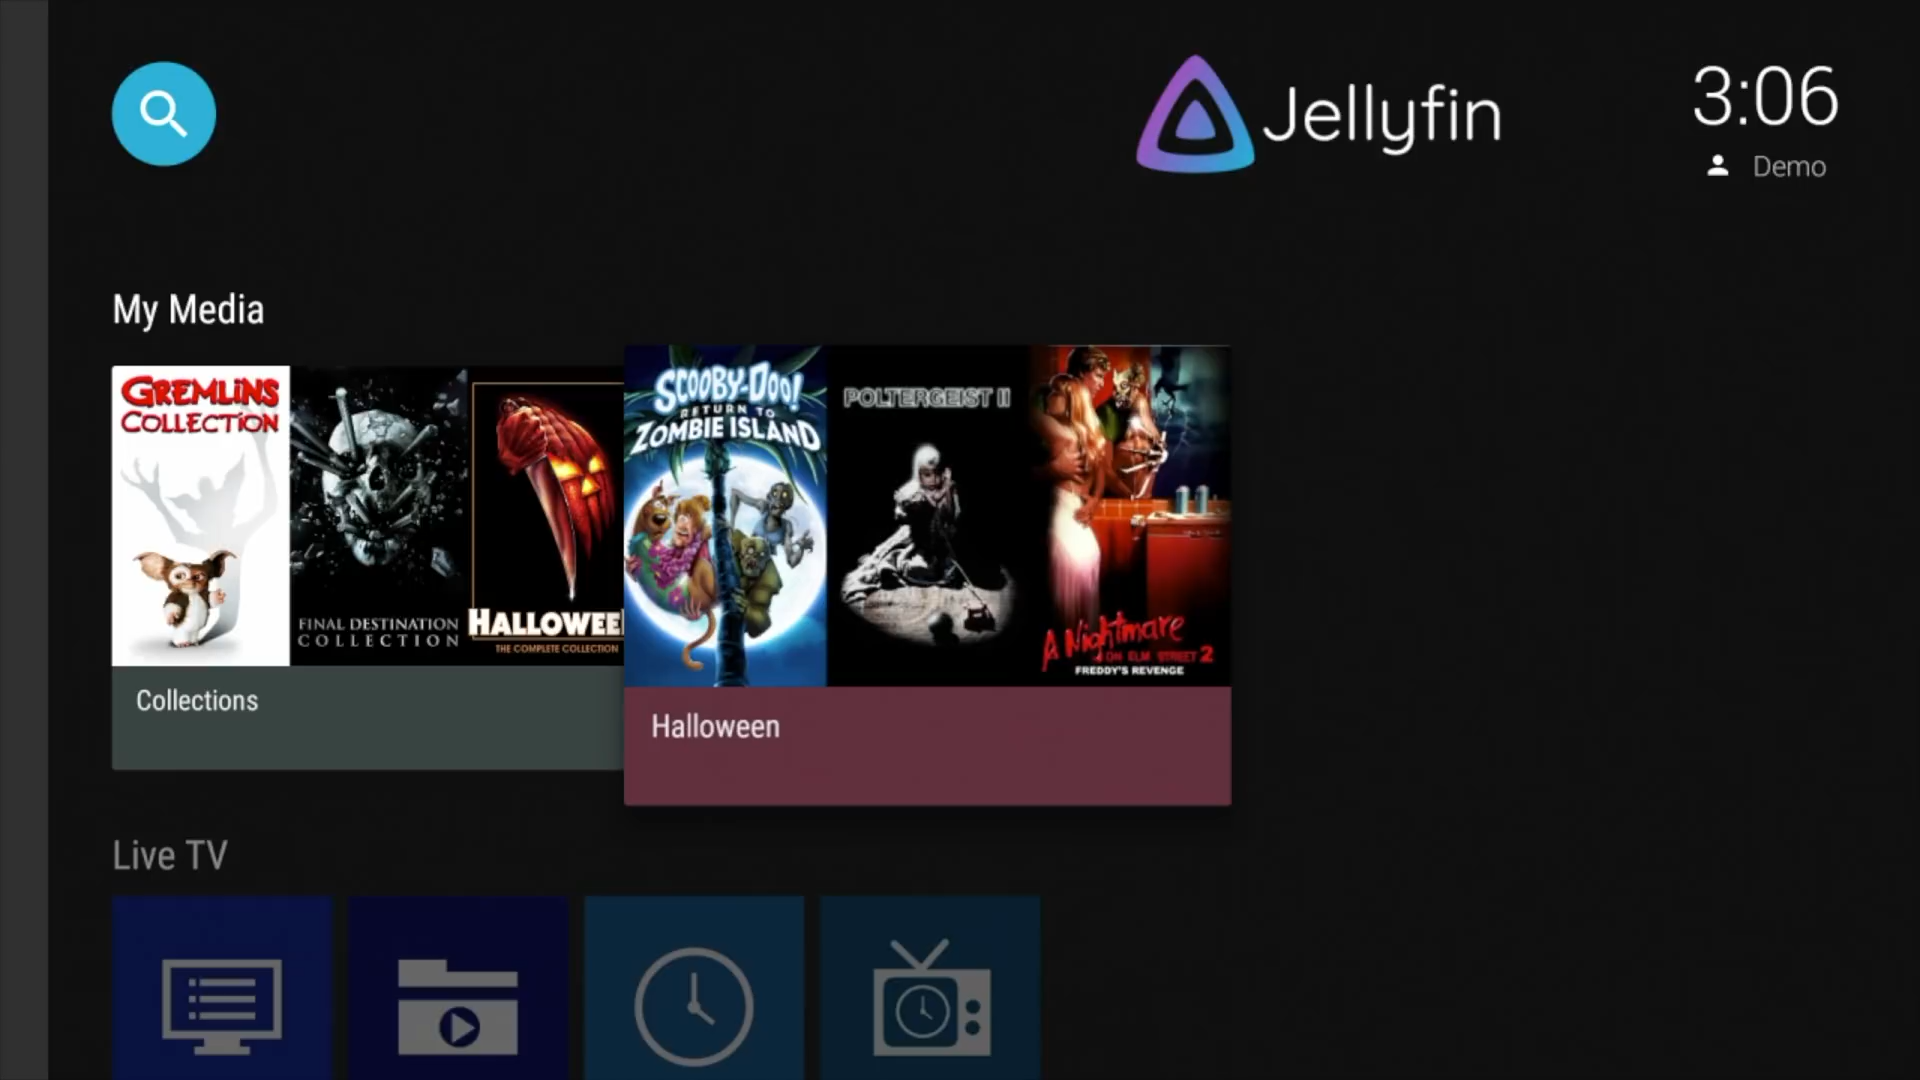 Jellyfin
3:06
Demo
My Media
GREMLINS
COLLECTION
FINAL DESTINATION
COLLECTION
HALLOWEE
THE COMPLETE COLLECTION
SCOOBY-DOO!
RETURN TO
ZOMBIE ISLAND
POLTERGEIST II
A Nightmare
ON ELM STREET 2
FREDDY'S REVENGE
Collections
Halloween
Live TV